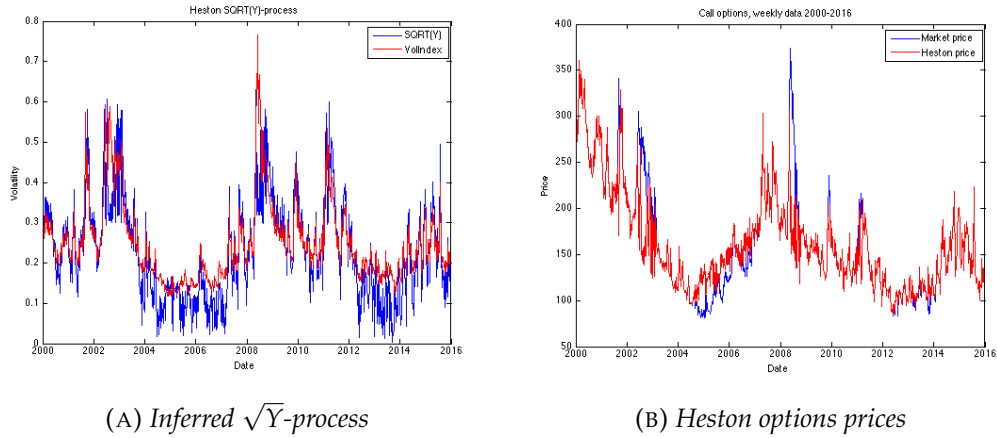 Heston SQRT(Y)-process
SQRT(Y)
VolIndex
Volatility
0.8
0.7
0.6
0.5
0.4
0.3
0.2
0.1
0
2000 2002 2004 2006 2008 2010 2012 2014 2016
Date
(A) Inferred √Y-process
Call options, weekly data 2000-2016
Market price
Heston price
Price
400
350
300
250
200
150
100
50
2000 2002 2004 2006 2008 2010 2012 2014 2016
Date
(B) Heston options prices